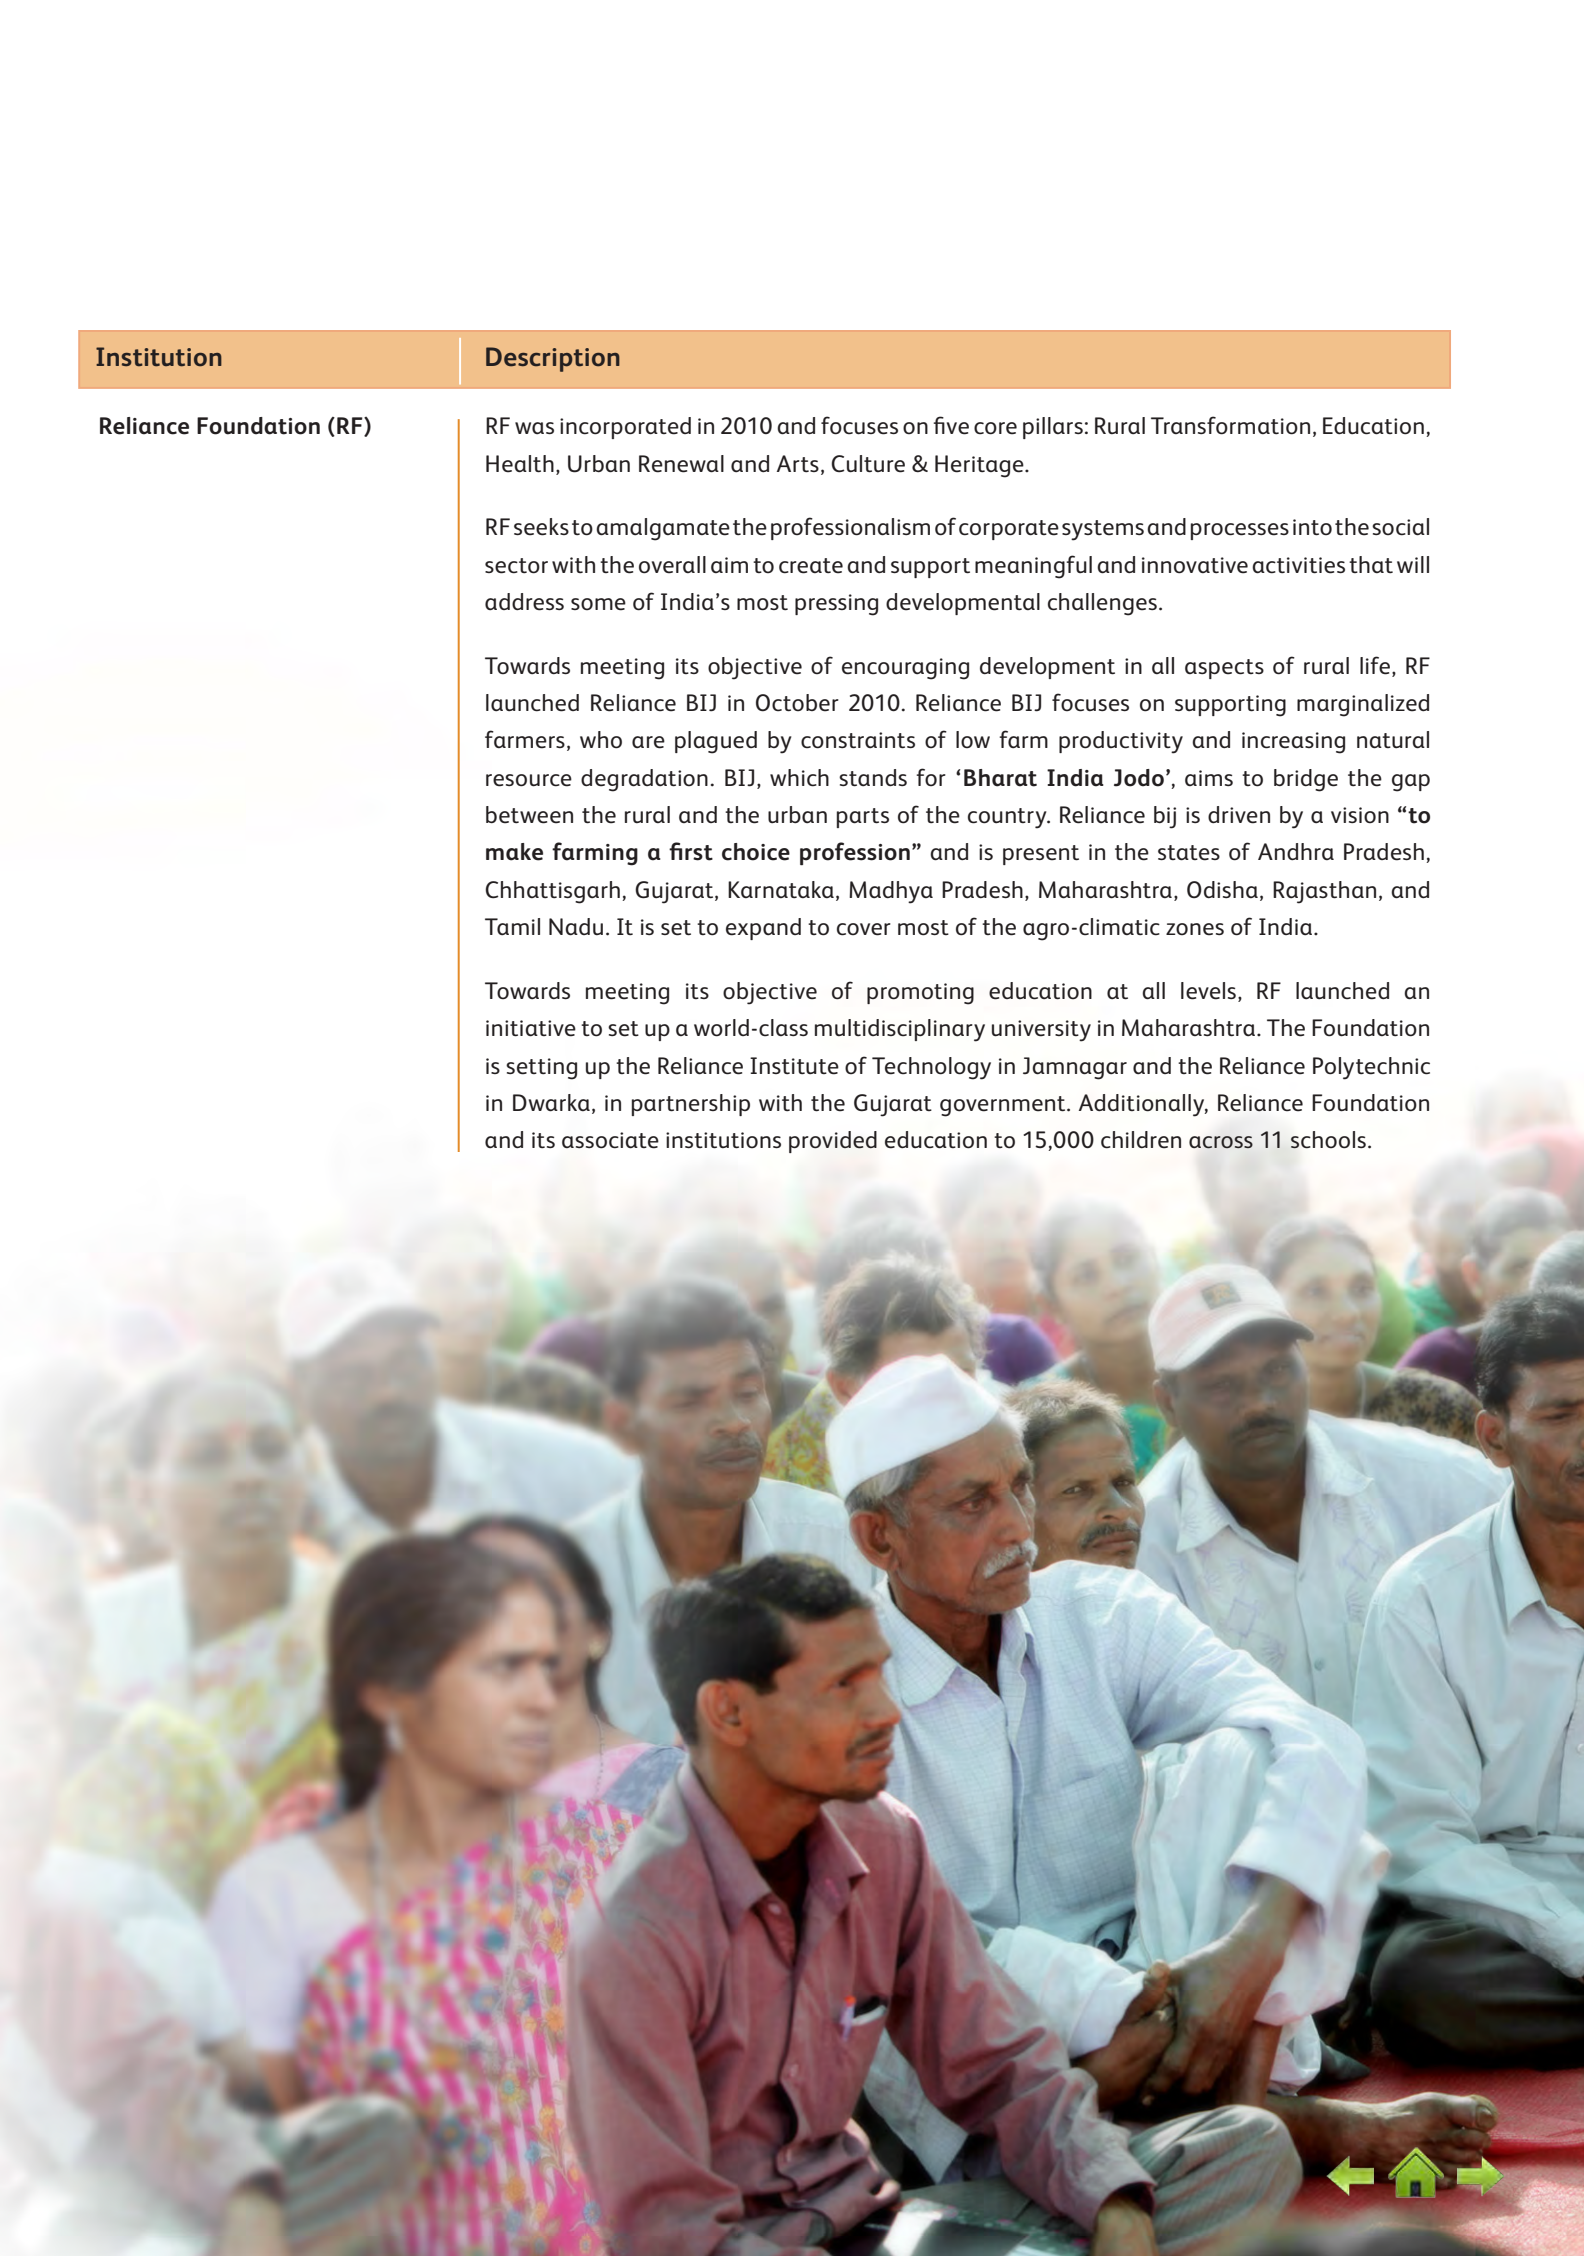 Institution
Description
Reliance Foundation (RF)
RF was incorporated in 2010 and focuses on five core pillars: Rural Transformation, Education,
Health, Urban Renewal and Arts, Culture & Heritage.
RF seeks to amalgamate the professionalism of corporate systems and processes into the social
sector with the overall aim to create and support meaningful and innovative activities that will
address some of India’s most pressing developmental challenges.
Towards meeting its objective of encouraging development in all aspects of rural life, RF
launched Reliance BIJ in October 2010. Reliance BIJ focuses on supporting marginalized
farmers, who are plagued by constraints of low farm productivity and increasing natural
resource degradation. BIJ, which stands for ‘Bharat India Jodo’, aims to bridge the gap
between the rural and the urban parts of the country. Reliance bij is driven by a vision “to
make farming a first choice profession” and is present in the states of Andhra Pradesh,
Chhattisgarh, Gujarat, Karnataka, Madhya Pradesh, Maharashtra, Odisha, Rajasthan, and
Tamil Nadu. It is set to expand to cover most of the agro-climatic zones of India.
Towards meeting its objective of promoting education at all levels, RF launched an
initiative to set up a world-class multidisciplinary university in Maharashtra. The Foundation
is setting up the Reliance Institute of Technology in Jamnagar and the Reliance Polytechnic
in Dwarka, in partnership with the Gujarat government. Additionally, Reliance Foundation
and its associate institutions provided education to 15,000 children across 11 schools.